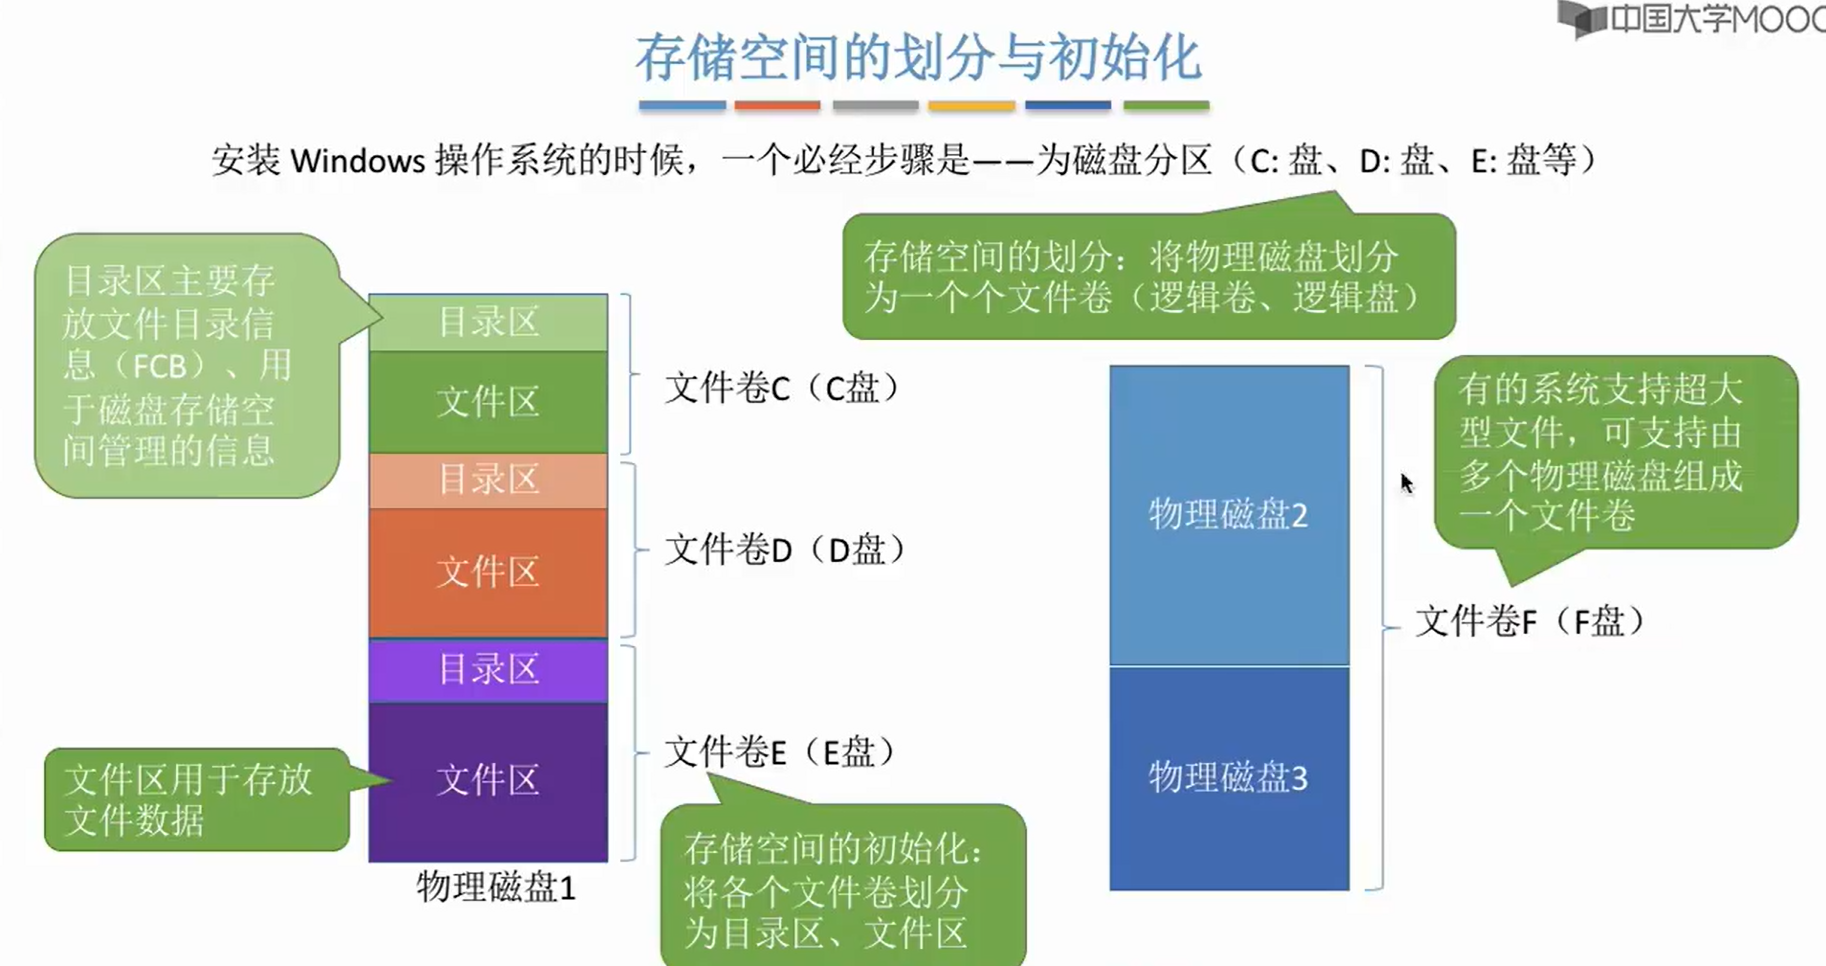 中国大学MOOC
存储空间的划分与初始化
安装 Windows 操作系统的时候，一个必经步骤是——为磁盘分区（C: 盘、D: 盘、E: 盘等）
存储空间的划分：将物理磁盘划分
为一个个文件卷（逻辑卷、逻辑盘）
目录区主要存
放文件目录信
息（FCB）、用
于磁盘存储空
间管理的信息
目录区
文件区
文件卷C（C盘）
目录区
文件区
文件卷D（D盘）
目录区
文件区
文件卷E（E盘）
文件区用于存放
文件数据
物理磁盘1
存储空间的初始化：
将各个文件卷划分
为目录区、文件区
物理磁盘2
物理磁盘3
有的系统支持超大
型文件，可支持由
多个物理磁盘组成
一个文件卷
文件卷F（F盘）